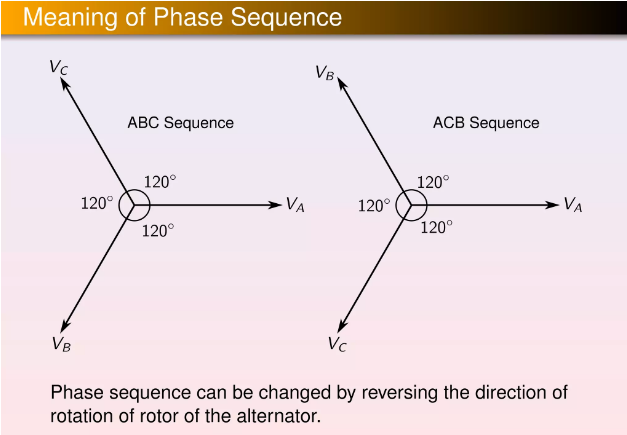 Meaning of Phase Sequence
V_C
ABC Sequence
120°
120°
V_A
120°
V_B
V_B
ACB Sequence
120°
120°
V_A
120°
V_C
Phase sequence can be changed by reversing the direction of
rotation of rotor of the alternator.